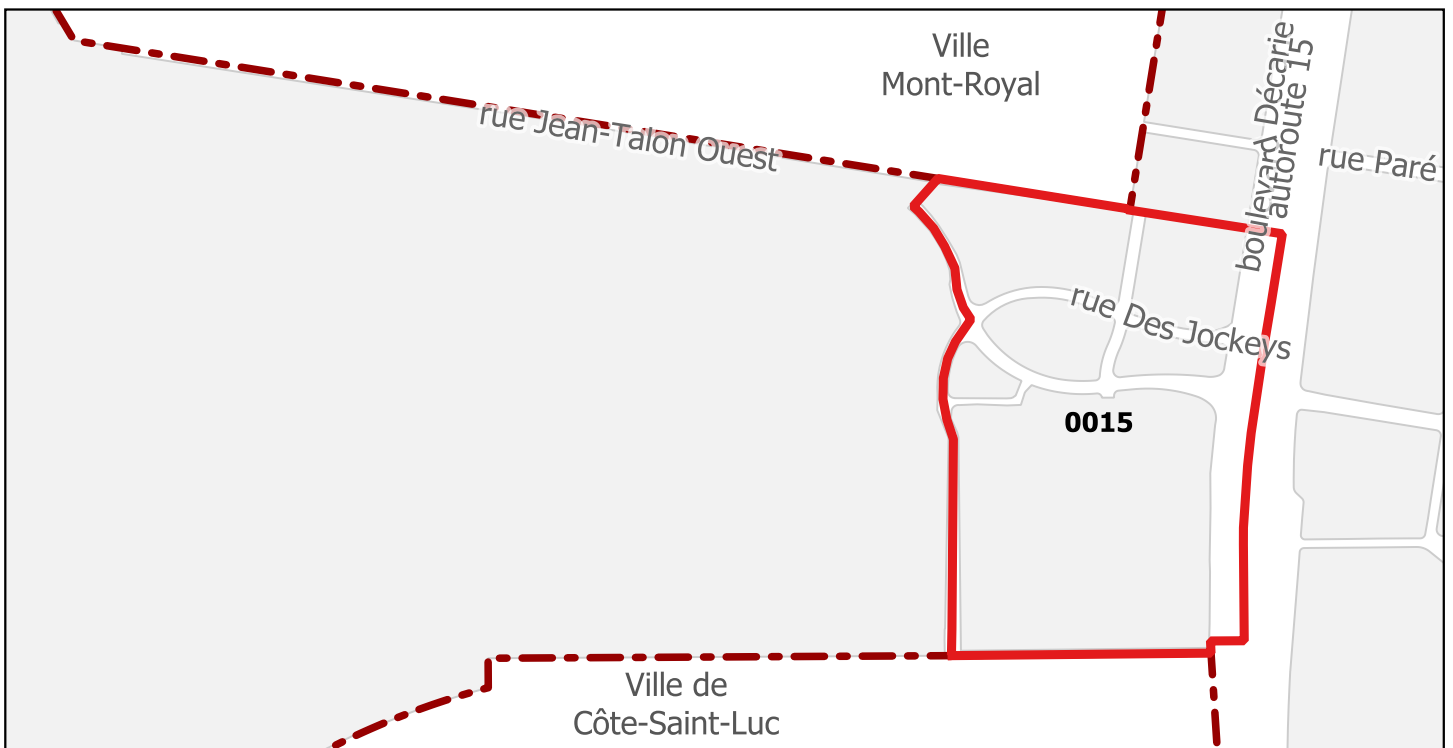 Ville
Mont-Royal
boulevard Décarie
autoroute 15
rue Jean-Talon Ouest
rue Paré
rue Des Jockeys
0015
Ville de
Côte-Saint-Luc